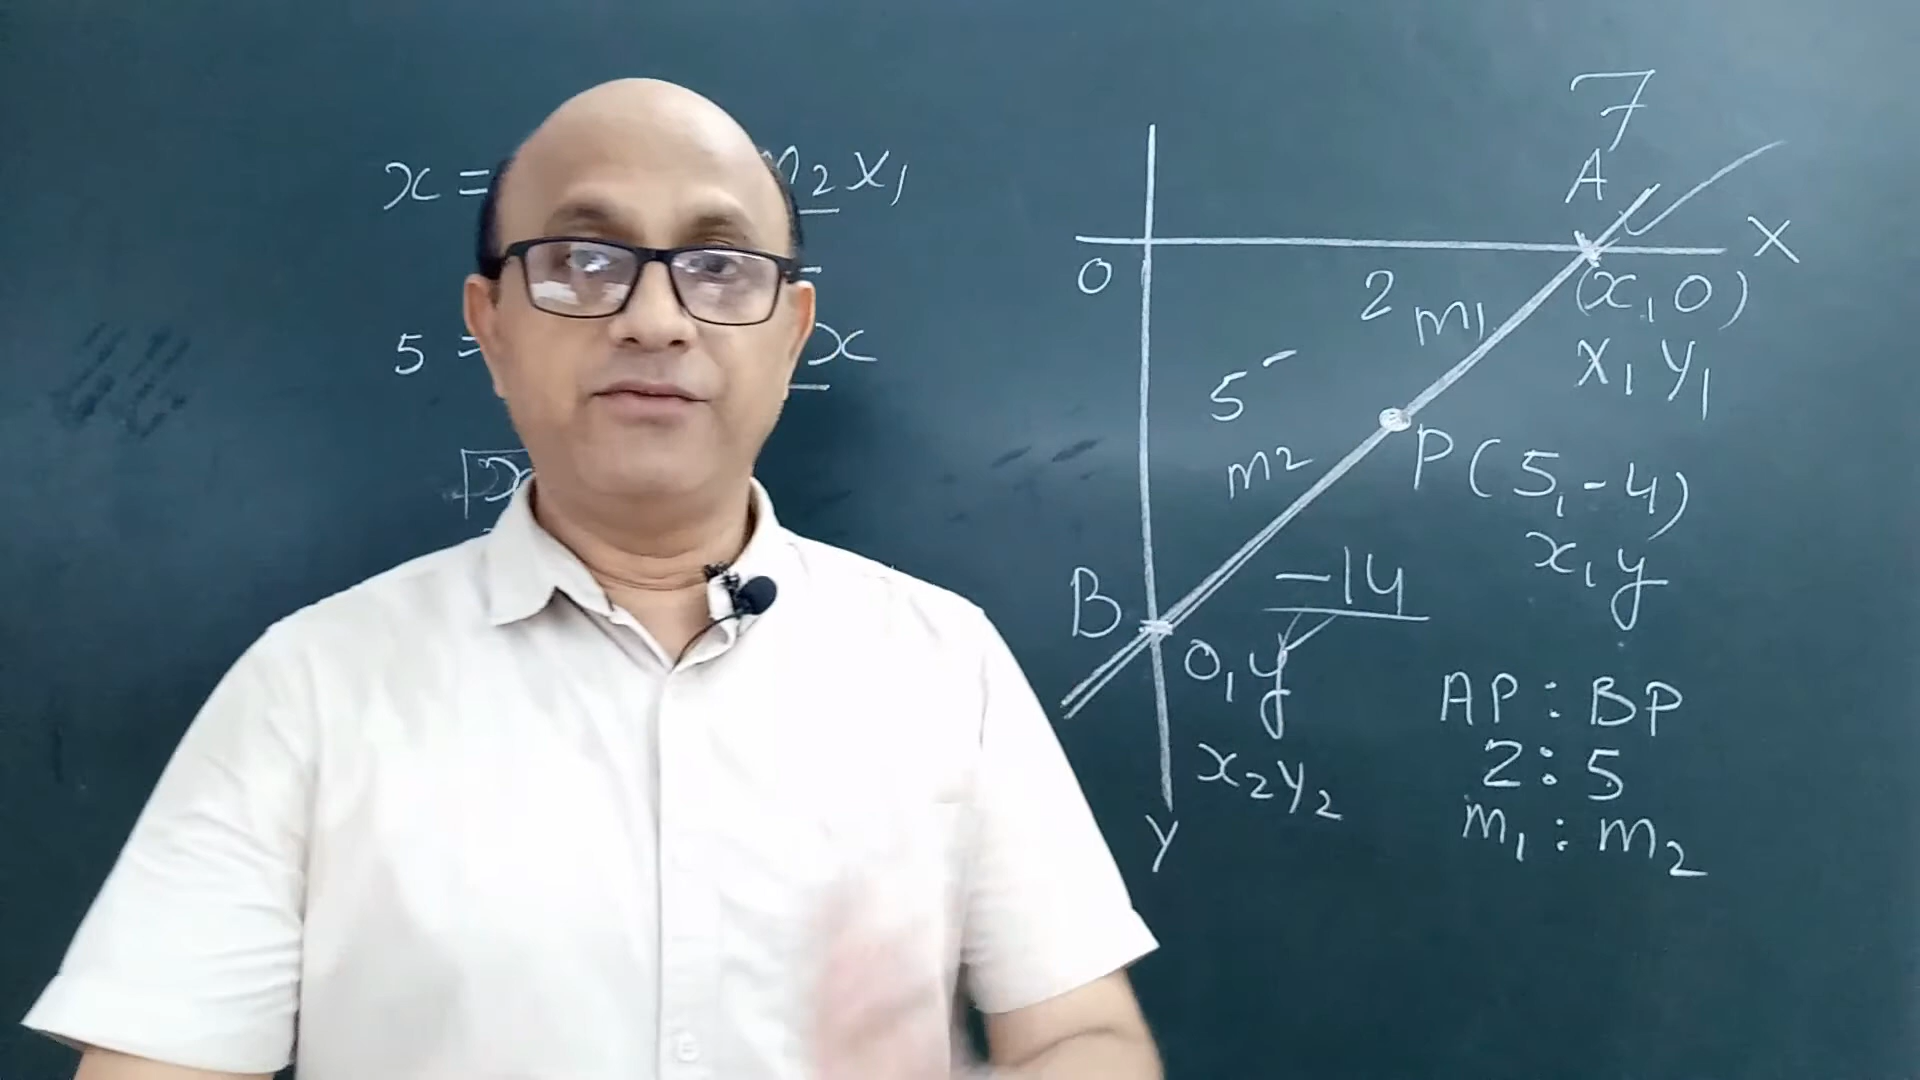 x =
m2 x1
5 =
x
x
7
A
X
O
(x, 0)
2 m1
x1 y1
5
m2
P (5, -4)
x, y
-14
B
0, y
x2 y2
Y
AP : BP
2 : 5
m1 : m2